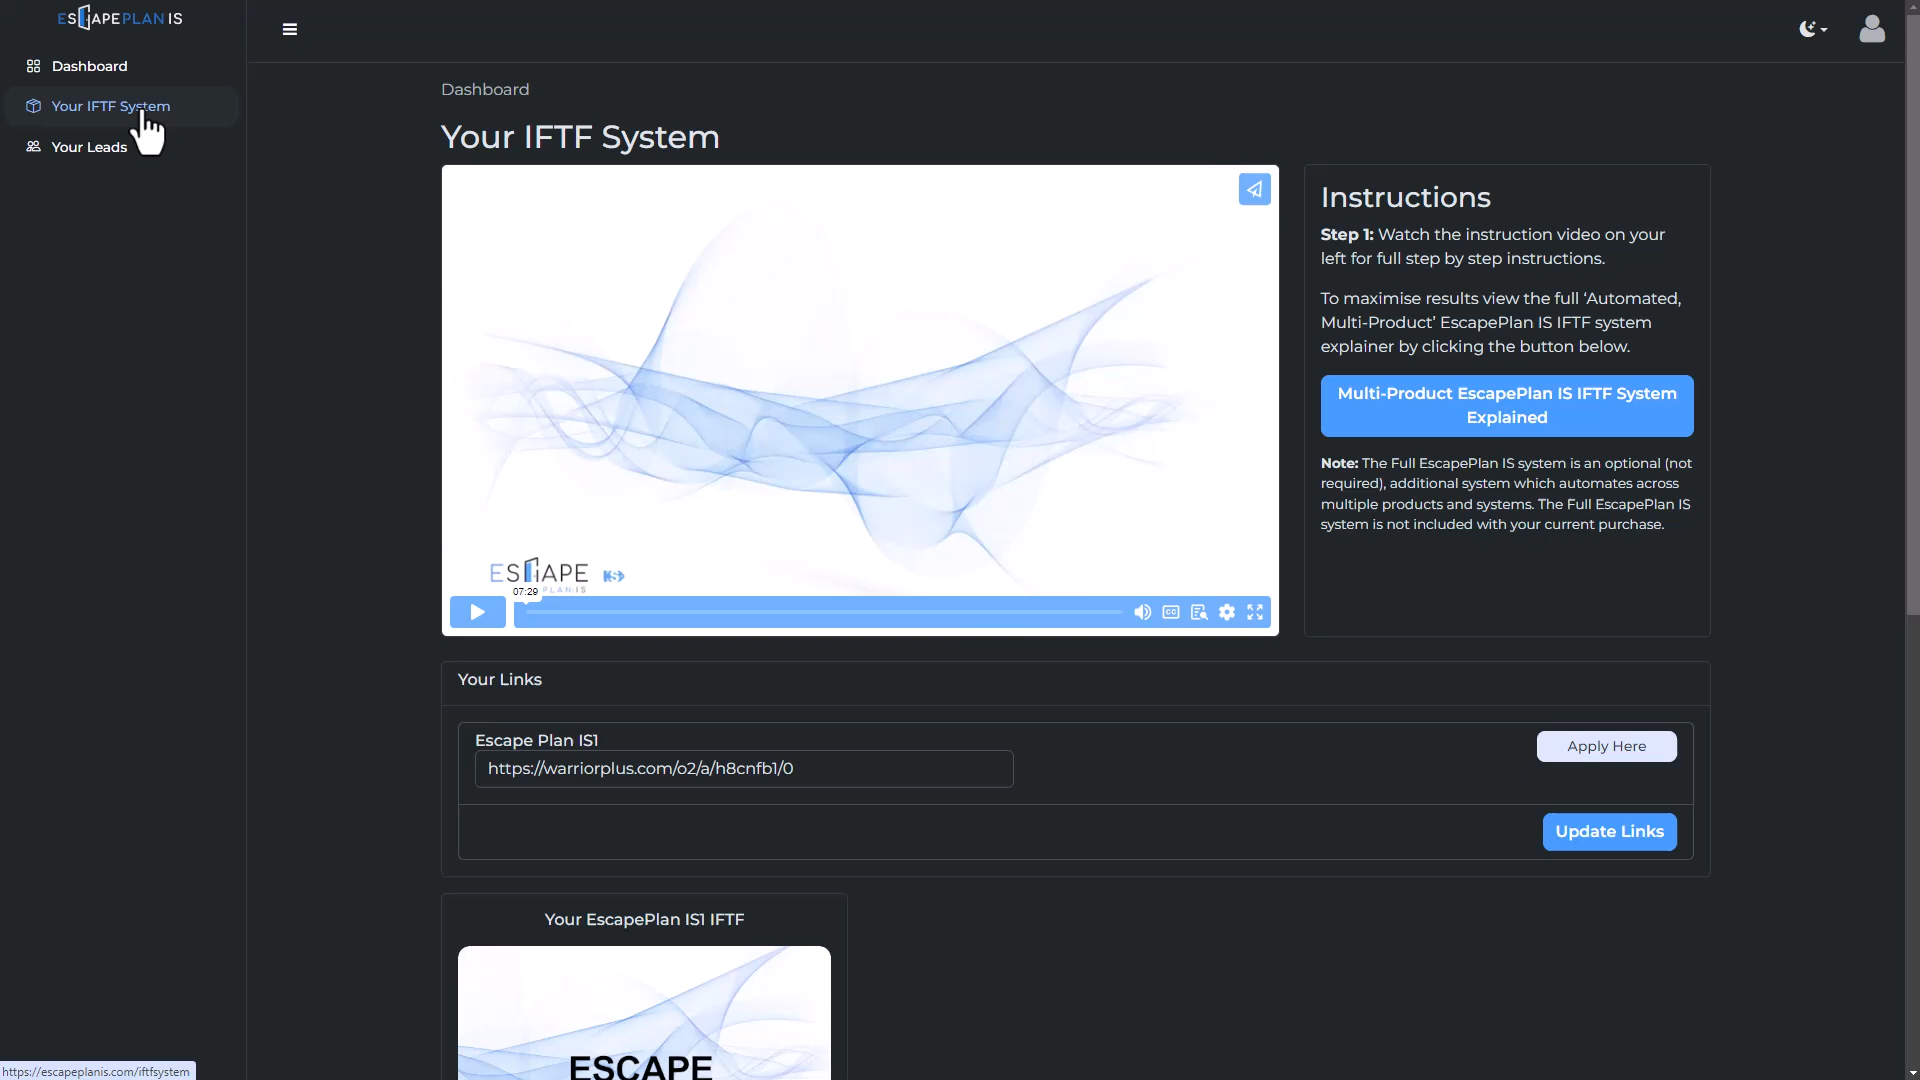 ESCAPEPLAN IS
Dashboard
Your IFTF System
Your Leads
Dashboard
Your IFTF System
Instructions
Step 1: Watch the instruction video on your
left for full step by step instructions.
To maximise results view the full ‘Automated,
Multi-Product’ EscapePlan IS IFTF system
explainer by clicking the button below.
Multi-Product EscapePlan IS IFTF System
Explained
Note: The Full EscapePlan IS system is an optional (not
required), additional system which automates across
multiple products and systems. The Full EscapePlan IS
system is not included with your current purchase.
ESCAPE
PLAN IS
07:29
CC
Your Links
Escape Plan IS1
Apply Here
https://warriorplus.com/o2/a/h8cnfb1/0
Update Links
Your EscapePlan IS1 IFTF
ESCAPE
https://escapeplanis.com/iftfsystem